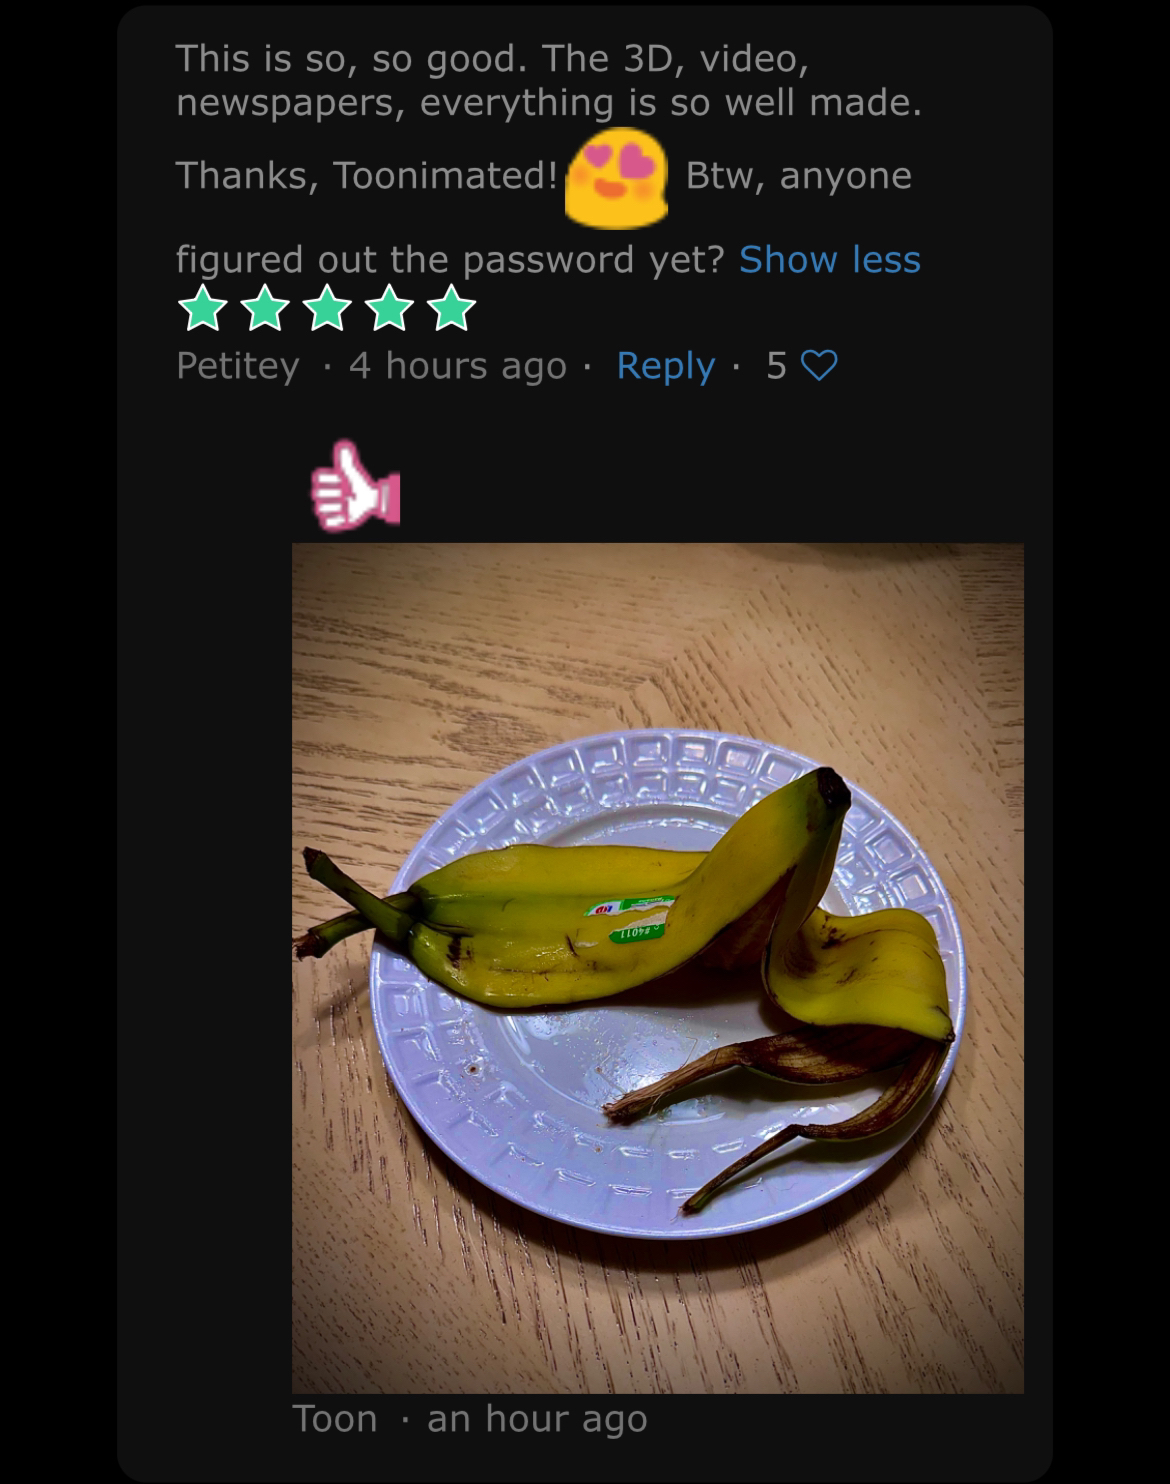 This is so, so good. The 3D, video,
newspapers, everything is so well made.
Thanks, Toonimated! Btw, anyone
figured out the password yet? Show less
Petitey · 4 hours ago · Reply · 5
#4011
Toon · an hour ago